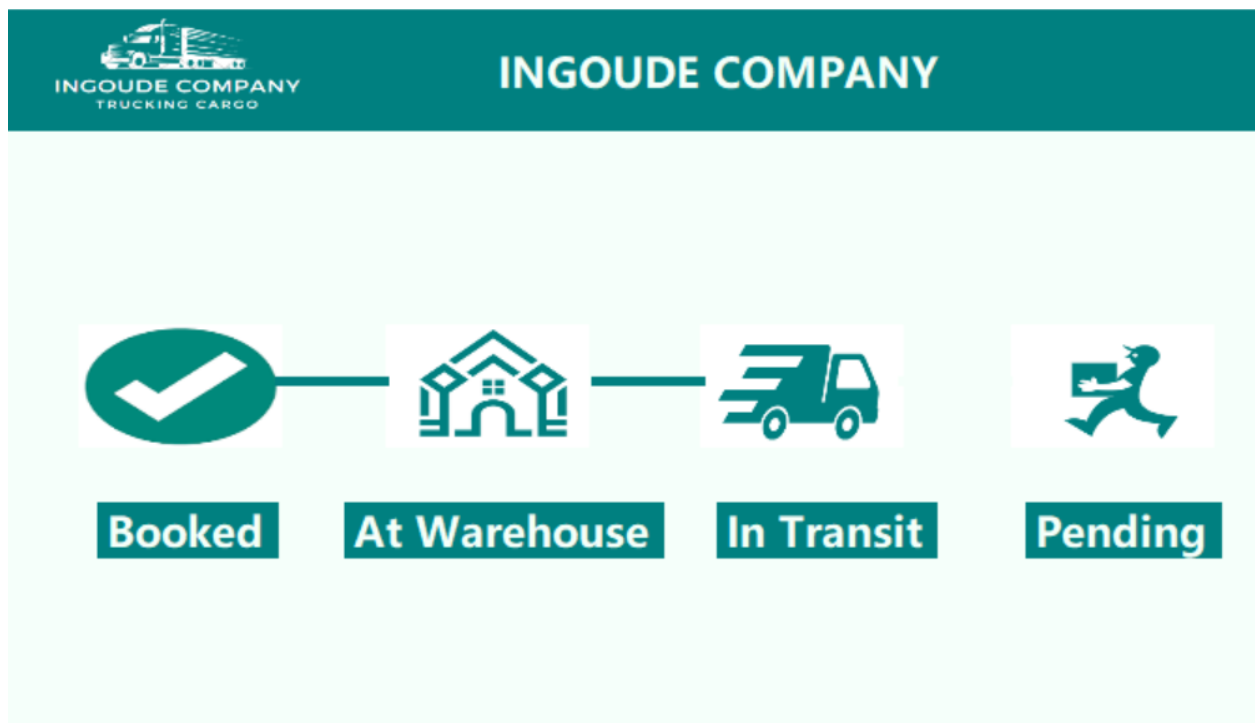 INGOUDE COMPANY
TRUCKING CARGO
INGOUDE COMPANY
Booked
At Warehouse
In Transit
Pending